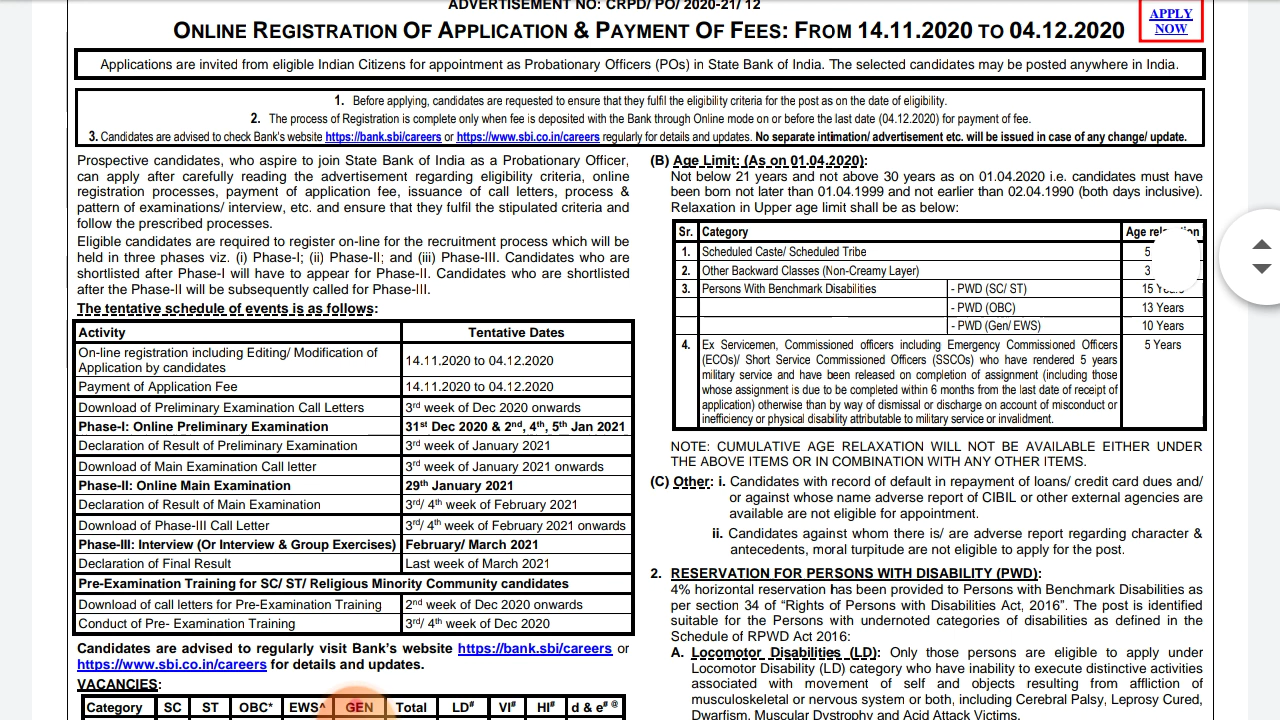 ADVERTISEMENT NO: CRPD/ PO/ 2020-21/ 12
ONLINE REGISTRATION OF APPLICATION & PAYMENT OF FEES: FROM 14.11.2020 TO 04.12.2020
APPLY
NOW
Applications are invited from eligible Indian Citizens for appointment as Probationary Officers (POs) in State Bank of India. The selected candidates may be posted anywhere in India.
1. Before applying, candidates are requested to ensure that they fulfil the eligibility criteria for the post as on the date of eligibility.
2. The process of Registration is complete only when fee is deposited with the Bank through Online mode on or before the last date (04.12.2020) for payment of fee.
3. Candidates are advised to check Bank's website https://bank.sbi/careers or https://www.sbi.co.in/careers regularly for details and updates. No separate intimation/ advertisement etc. will be issued in case of any change/ update.
Prospective candidates, who aspire to join State Bank of India as a Probationary Officer,
can apply after carefully reading the advertisement regarding eligibility criteria, online
registration processes, payment of application fee, issuance of call letters, process &
pattern of examinations/ interview, etc. and ensure that they fulfil the stipulated criteria and
follow the prescribed processes.
Eligible candidates are required to register on-line for the recruitment process which will be
held in three phases viz. (i) Phase-I; (ii) Phase-II; and (iii) Phase-III. Candidates who are
shortlisted after Phase-I will have to appear for Phase-II. Candidates who are shortlisted
after the Phase-II will be subsequently called for Phase-III.
The tentative schedule of events is as follows:
Activity Tentative Dates
On-line registration including Editing/ Modification of
Application by candidates 14.11.2020 to 04.12.2020
Payment of Application Fee 14.11.2020 to 04.12.2020
Download of Preliminary Examination Call Letters 3rd week of Dec 2020 onwards
Phase-I: Online Preliminary Examination 31st Dec 2020 & 2nd, 4th, 5th Jan 2021
Declaration of Result of Preliminary Examination 3rd week of January 2021
Download of Main Examination Call letter 3rd week of January 2021 onwards
Phase-II: Online Main Examination 29th January 2021
Declaration of Result of Main Examination 3rd/ 4th week of February 2021
Download of Phase-III Call Letter 3rd/ 4th week of February 2021 onwards
Phase-III: Interview (Or Interview & Group Exercises) February/ March 2021
Declaration of Final Result Last week of March 2021
Pre-Examination Training for SC/ ST/ Religious Minority Community candidates
Download of call letters for Pre-Examination Training 2nd week of Dec 2020 onwards
Conduct of Pre- Examination Training 3rd/ 4th week of Dec 2020
Candidates are advised to regularly visit Bank's website https://bank.sbi/careers or
https://www.sbi.co.in/careers for details and updates.
VACANCIES:
Category SC ST OBC* EWS^ GEN Total LD# VI# HI# d & e# @
(B) Age Limit: (As on 01.04.2020):
Not below 21 years and not above 30 years as on 01.04.2020 i.e. candidates must have
been born not later than 01.04.1999 and not earlier than 02.04.1990 (both days inclusive).
Relaxation in Upper age limit shall be as below:
Sr. Category Age
1. Scheduled Caste/ Scheduled Tribe 5
2. Other Backward Classes (Non-Creamy Layer) 3
3. Persons With Benchmark Disabilities - PWD (SC/ ST) 15
- PWD (OBC) 13 Years
- PWD (Gen/ EWS) 10 Years
4. Ex Servicemen, Commissioned officers including Emergency Commissioned Officers 5 Years
(ECOs)/ Short Service Commissioned Officers (SSCOs) who have rendered 5 years
military service and have been released on completion of assignment (including those
whose assignment is due to be completed within 6 months from the last date of receipt of
application) otherwise than by way of dismissal or discharge on account of misconduct or
inefficiency or physical disability attributable to military service or invalidment.
NOTE: CUMULATIVE AGE RELAXATION WILL NOT BE AVAILABLE EITHER UNDER
THE ABOVE ITEMS OR IN COMBINATION WITH ANY OTHER ITEMS.
(C) Other: i. Candidates with record of default in repayment of loans/ credit card dues and/
or against whose name adverse report of CIBIL or other external agencies are
available are not eligible for appointment.
ii. Candidates against whom there is/ are adverse report regarding character &
antecedents, moral turpitude are not eligible to apply for the post.
2. RESERVATION FOR PERSONS WITH DISABILITY (PWD):
4% horizontal reservation has been provided to Persons with Benchmark Disabilities as
per section 34 of "Rights of Persons with Disabilities Act, 2016". The post is identified
suitable for the Persons with undernoted categories of disabilities as defined in the
Schedule of RPWD Act 2016:
A. Locomotor Disabilities (LD): Only those persons are eligible to apply under
Locomotor Disability (LD) category who have inability to execute distinctive activities
associated with movement of self and objects resulting from affliction of
musculoskeletal or nervous system or both, including Cerebral Palsy, Leprosy Cured,
Dwarfism, Muscular Dystrophy and Acid Attack Victims.